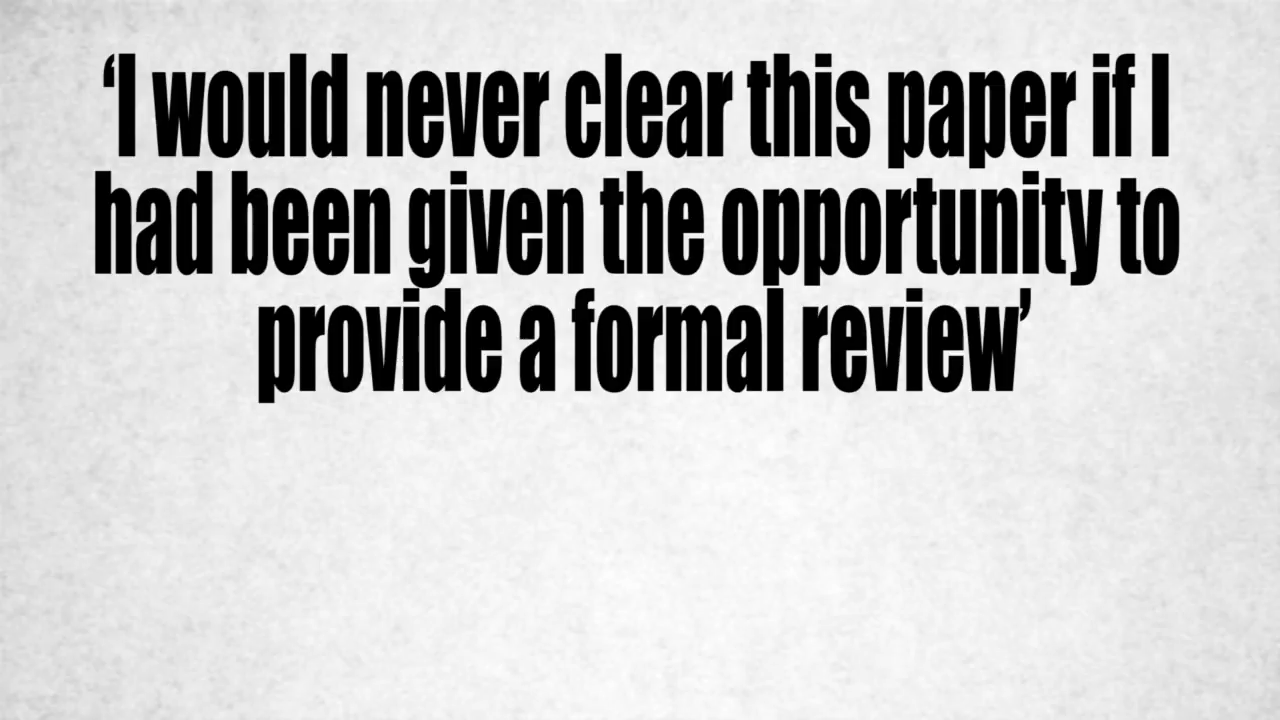 ‘I would never clear this paper if I
had been given the opportunity to
provide a formal review’